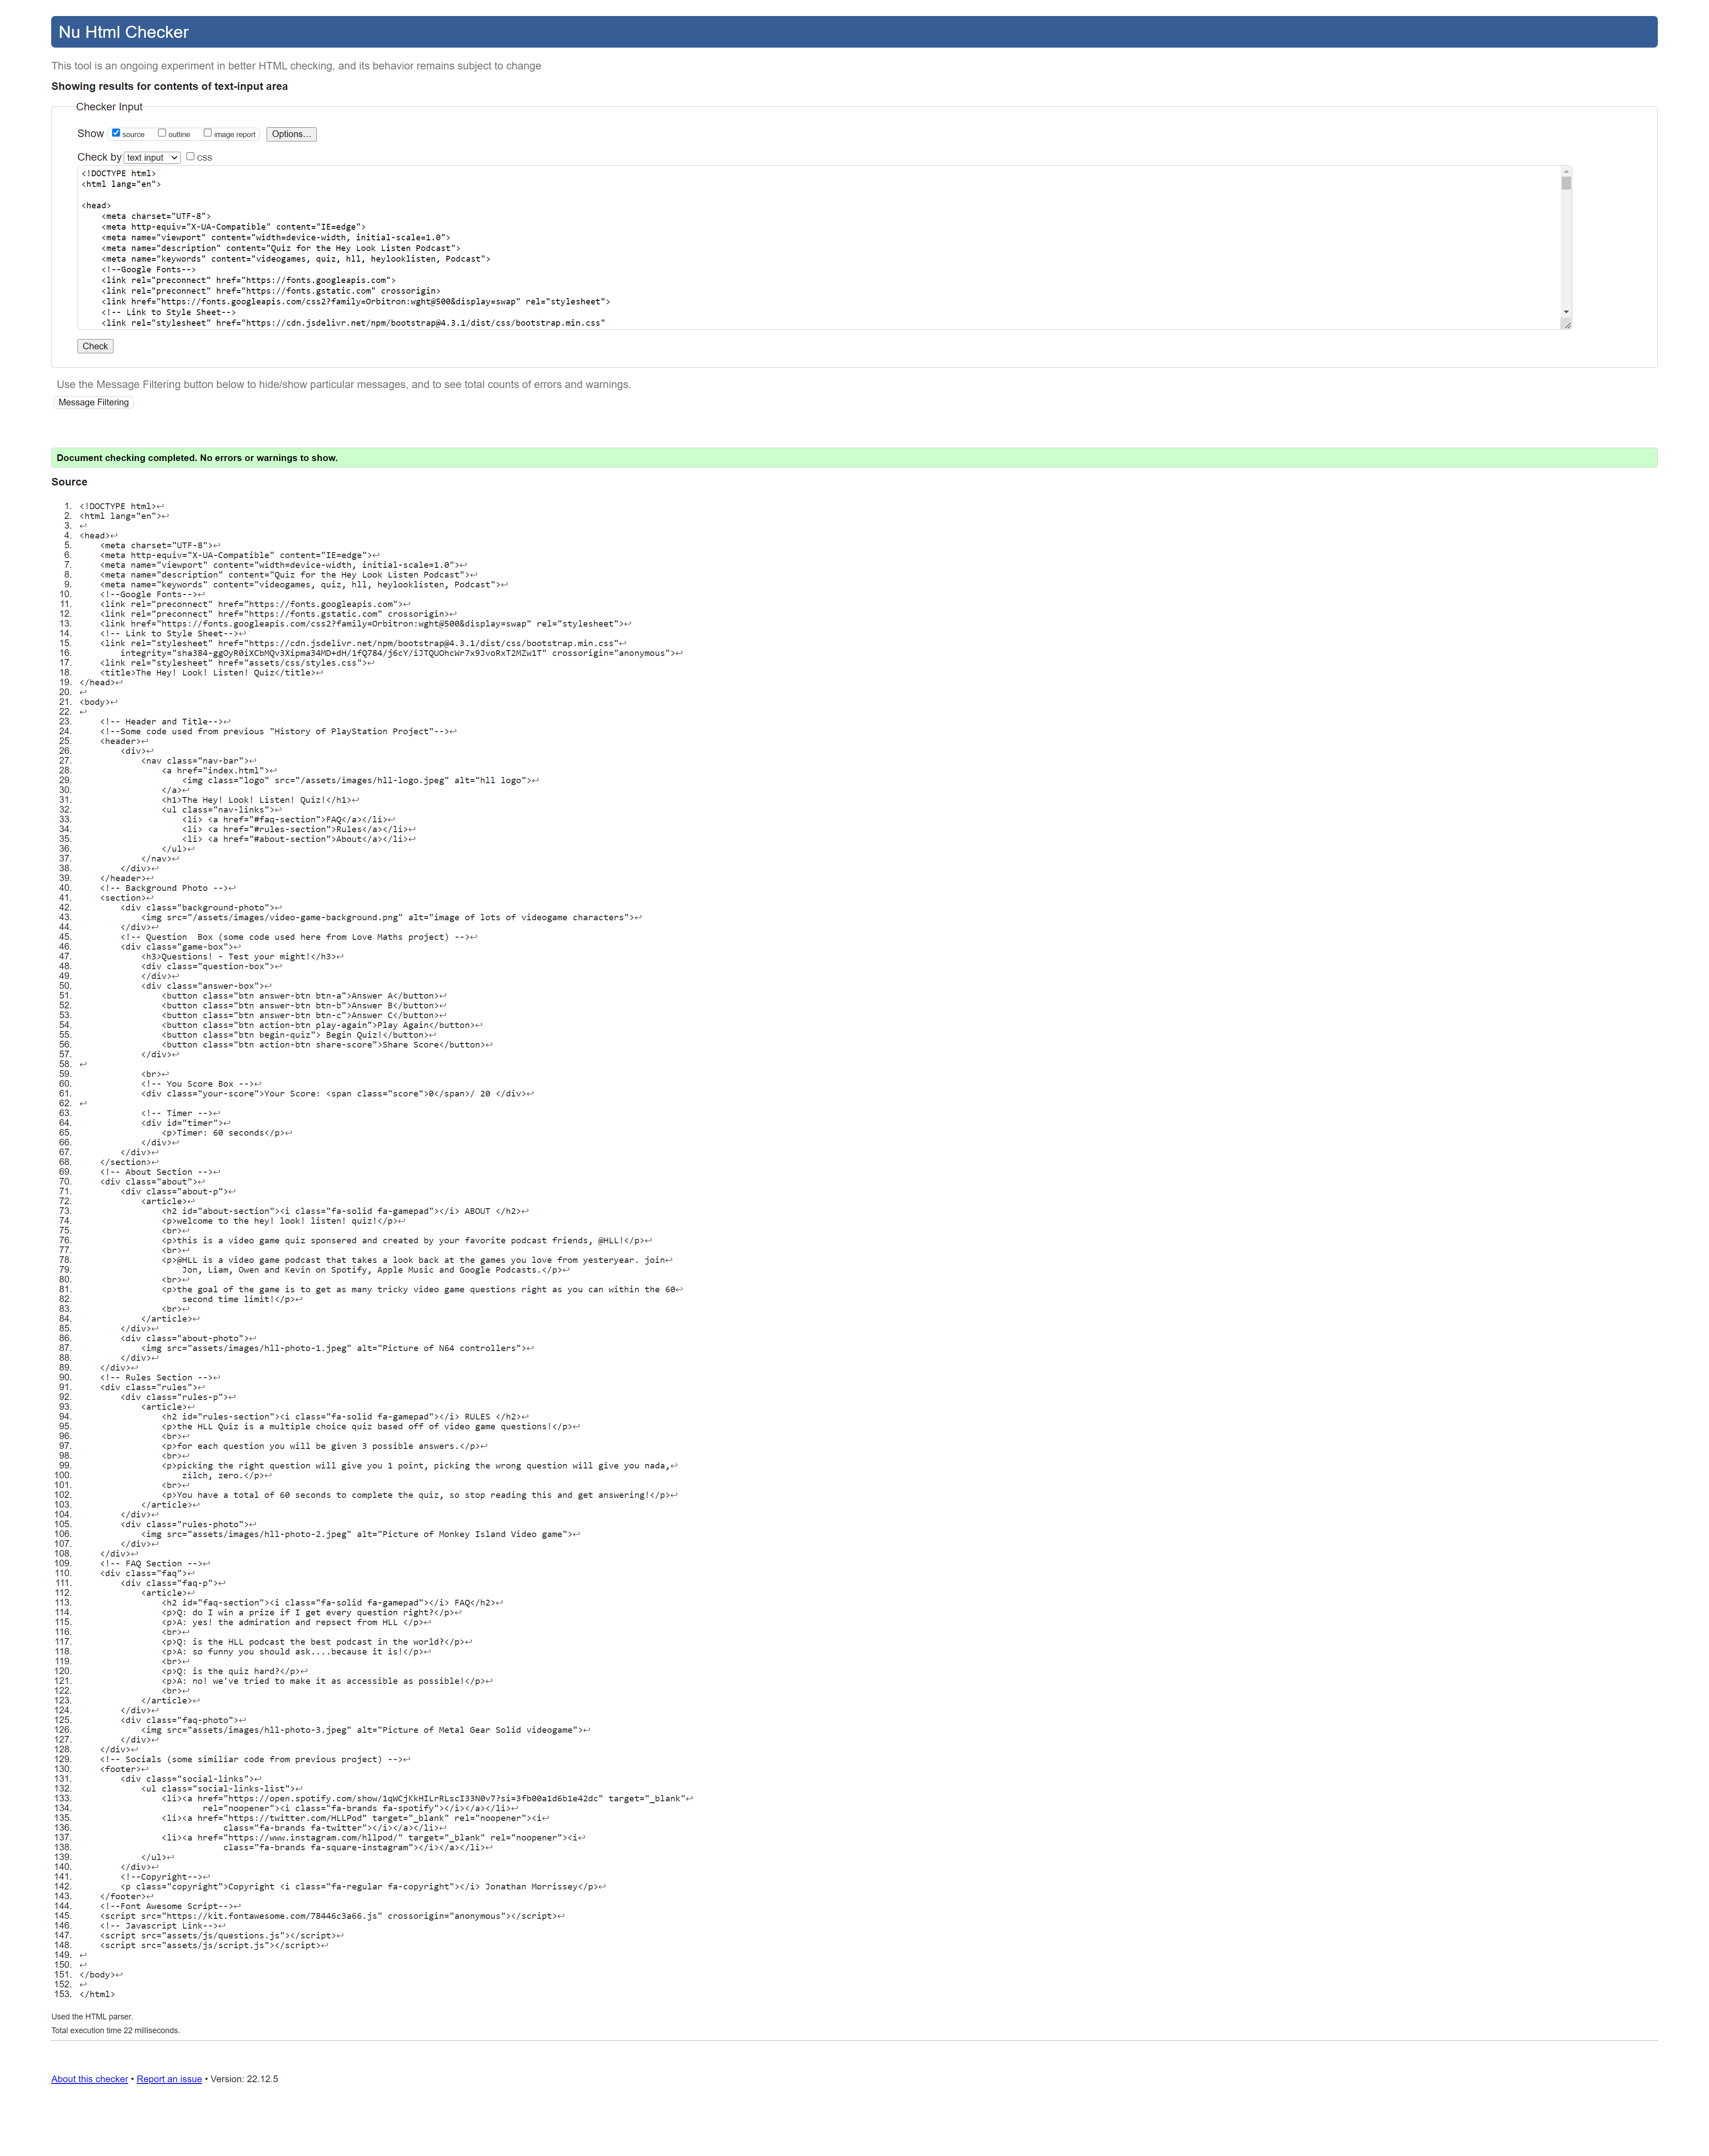 Nu Html Checker
This tool is an ongoing experiment in better HTML checking, and its behavior remains subject to change
Showing results for contents of text-input area
Checker Input
Show source outline image report Options...
Check by text input css
<!DOCTYPE html>
<html lang="en">
<head>
<meta charset="UTF-8">
<meta http-equiv="X-UA-Compatible" content="IE=edge">
<meta name="viewport" content="width=device-width, initial-scale=1.0">
<meta name="description" content="Quiz for the Hey Look Listen Podcast">
<meta name="keywords" content="videogames, quiz, hll, heylooklisten, Podcast">
<!--Google Fonts-->
<link rel="preconnect" href="https://fonts.googleapis.com">
<link rel="preconnect" href="https://fonts.gstatic.com" crossorigin>
<link href="https://fonts.googleapis.com/css2?family=Orbitron:wght@500&display=swap" rel="stylesheet">
<!-- Link to Style Sheet-->
<link rel="stylesheet" href="https://cdn.jsdelivr.net/npm/bootstrap@4.3.1/dist/css/bootstrap.min.css"
Check
Use the Message Filtering button below to hide/show particular messages, and to see total counts of errors and warnings.
Message Filtering
Document checking completed. No errors or warnings to show.
Source
1. <!DOCTYPE html>↩
2. <html lang="en">↩
3. ↩
4. <head>↩
5. <meta charset="UTF-8">↩
6. <meta http-equiv="X-UA-Compatible" content="IE=edge">↩
7. <meta name="viewport" content="width=device-width, initial-scale=1.0">↩
8. <meta name="description" content="Quiz for the Hey Look Listen Podcast">↩
9. <meta name="keywords" content="videogames, quiz, hll, heylooklisten, Podcast">↩
10. <!--Google Fonts-->↩
11. <link rel="preconnect" href="https://fonts.googleapis.com">↩
12. <link rel="preconnect" href="https://fonts.gstatic.com" crossorigin>↩
13. <link href="https://fonts.googleapis.com/css2?family=Orbitron:wght@500&display=swap" rel="stylesheet">↩
14. <!-- Link to Style Sheet-->↩
15. <link rel="stylesheet" href="https://cdn.jsdelivr.net/npm/bootstrap@4.3.1/dist/css/bootstrap.min.css"↩
16. integrity="sha384-ggOyR0iXCbMQv3Xipma34MD+dH/1fQ784/j6cY/iJTQUOhcWr7x9JvoRxT2MZw1T" crossorigin="anonymous">↩
17. <link rel="stylesheet" href="assets/css/styles.css">↩
18. <title>The Hey! Look! Listen! Quiz</title>↩
19. </head>↩
20. ↩
21. <body>↩
22. ↩
23. <!-- Header and Title-->↩
24. <!--Some code used from previous "History of PlayStation Project"-->↩
25. <header>↩
26. <div>↩
27. <nav class="nav-bar">↩
28. <a href="index.html">↩
29. <img class="logo" src="/assets/images/hll-logo.jpeg" alt="hll logo">↩
30. </a>↩
31. <h1>The Hey! Look! Listen! Quiz!</h1>↩
32. <ul class="nav-links">↩
33. <li> <a href="#faq-section">FAQ</a></li>↩
34. <li> <a href="#rules-section">Rules</a></li>↩
35. <li> <a href="#about-section">About</a></li>↩
36. </ul>↩
37. </nav>↩
38. </div>↩
39. </header>↩
40. <!-- Background Photo -->↩
41. <section>↩
42. <div class="background-photo">↩
43. <img src="/assets/images/video-game-background.png" alt="image of lots of videogame characters">↩
44. </div>↩
45. <!-- Question  Box (some code used here from Love Maths project) -->↩
46. <div class="game-box">↩
47. <h3>Questions! - Test your might!</h3>↩
48. <div class="question-box">↩
49. </div>↩
50. <div class="answer-box">↩
51. <button class="btn answer-btn btn-a">Answer A</button>↩
52. <button class="btn answer-btn btn-b">Answer B</button>↩
53. <button class="btn answer-btn btn-c">Answer C</button>↩
54. <button class="btn action-btn play-again">Play Again</button>↩
55. <button class="btn begin-quiz"> Begin Quiz!</button>↩
56. <button class="btn action-btn share-score">Share Score</button>↩
57. </div>↩
58. ↩
59. <br>↩
60. <!-- You Score Box -->↩
61. <div class="your-score">Your Score: <span class="score">0</span>/ 20 </div>↩
62. ↩
63. <!-- Timer -->↩
64. <div id="timer">↩
65. <p>Timer: 60 seconds</p>↩
66. </div>↩
67. </div>↩
68. </section>↩
69. <!-- About Section -->↩
70. <div class="about">↩
71. <div class="about-p">↩
72. <article>↩
73. <h2 id="about-section"><i class="fa-solid fa-gamepad"></i> ABOUT </h2>↩
74. <p>welcome to the hey! look! listen! quiz!</p>↩
75. <br>↩
76. <p>this is a video game quiz sponsered and created by your favorite podcast friends, @HLL!</p>↩
77. <br>↩
78. <p>@HLL is a video game podcast that takes a look back at the games you love from yesteryear. join↩
79. Jon, Liam, Owen and Kevin on Spotify, Apple Music and Google Podcasts.</p>↩
80. <br>↩
81. <p>the goal of the game is to get as many tricky video game questions right as you can within the 60↩
82. second time limit!</p>↩
83. <br>↩
84. </article>↩
85. </div>↩
86. <div class="about-photo">↩
87. <img src="assets/images/hll-photo-1.jpeg" alt="Picture of N64 controllers">↩
88. </div>↩
89. </div>↩
90. <!-- Rules Section -->↩
91. <div class="rules">↩
92. <div class="rules-p">↩
93. <article>↩
94. <h2 id="rules-section"><i class="fa-solid fa-gamepad"></i> RULES </h2>↩
95. <p>the HLL Quiz is a multiple choice quiz based off of video game questions!</p>↩
96. <br>↩
97. <p>for each question you will be given 3 possible answers.</p>↩
98. <br>↩
99. <p>picking the right question will give you 1 point, picking the wrong question will give you nada,↩
100. zilch, zero.</p>↩
101. <br>↩
102. <p>You have a total of 60 seconds to complete the quiz, so stop reading this and get answering!</p>↩
103. </article>↩
104. </div>↩
105. <div class="rules-photo">↩
106. <img src="assets/images/hll-photo-2.jpeg" alt="Picture of Monkey Island Video game">↩
107. </div>↩
108. </div>↩
109. <!-- FAQ Section -->↩
110. <div class="faq">↩
111. <div class="faq-p">↩
112. <article>↩
113. <h2 id="faq-section"><i class="fa-solid fa-gamepad"></i> FAQ</h2>↩
114. <p>Q: do I win a prize if I get every question right?</p>↩
115. <p>A: yes! the admiration and repsect from HLL </p>↩
116. <br>↩
117. <p>Q: is the HLL podcast the best podcast in the world?</p>↩
118. <p>A: so funny you should ask....because it is!</p>↩
119. <br>↩
120. <p>Q: is the quiz hard?</p>↩
121. <p>A: no! we've tried to make it as accessible as possible!</p>↩
122. <br>↩
123. </article>↩
124. </div>↩
125. <div class="faq-photo">↩
126. <img src="assets/images/hll-photo-3.jpeg" alt="Picture of Metal Gear Solid videogame">↩
127. </div>↩
128. </div>↩
129. <!-- Socials (some similiar code from previous project) -->↩
130. <footer>↩
131. <div class="social-links">↩
132. <ul class="social-links-list">↩
133. <li><a href="https://open.spotify.com/show/1qWCjKkHILrRLscI33N0v7?si=3fb00a1d6b1e42dc" target="_blank"↩
134. rel="noopener"><i class="fa-brands fa-spotify"></i></a></li>↩
135. <li><a href="https://twitter.com/HLLPod" target="_blank" rel="noopener"><i↩
136. class="fa-brands fa-twitter"></i></a></li>↩
137. <li><a href="https://www.instagram.com/hllpod/" target="_blank" rel="noopener"><i↩
138. class="fa-brands fa-square-instagram"></i></a></li>↩
139. </ul>↩
140. </div>↩
141. <!--Copyright-->↩
142. <p class="copyright">Copyright <i class="fa-regular fa-copyright"></i> Jonathan Morrissey</p>↩
143. </footer>↩
144. <!--Font Awesome Script-->↩
145. <script src="https://kit.fontawesome.com/78446c3a66.js" crossorigin="anonymous"></script>↩
146. <!-- Javascript Link-->↩
147. <script src="assets/js/questions.js"></script>↩
148. <script src="assets/js/script.js"></script>↩
149. ↩
150. ↩
151. </body>↩
152. ↩
153. </html>
Used the HTML parser.
Total execution time 22 milliseconds.
About this checker • Report an issue • Version: 22.12.5